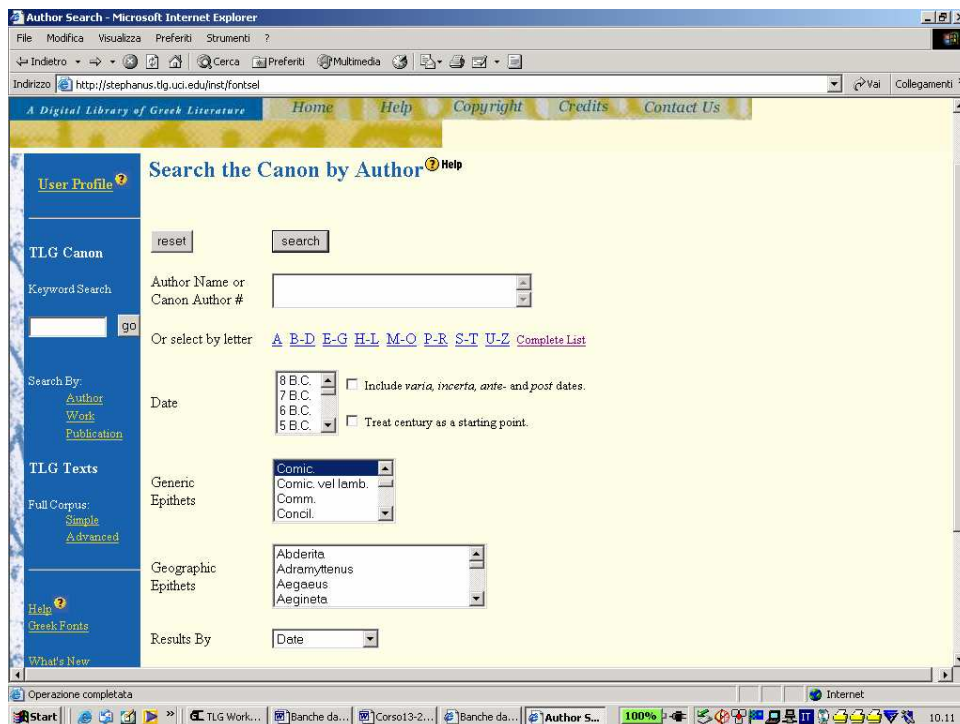 Author Search - Microsoft Internet Explorer
File Modifica Visualizza Preferiti Strumenti ?
Indietro Cerca Preferiti Multimedia
Indirizzo http://stephanus.tlg.uci.edu/inst/fontsel Vai Collegamenti
A Digital Library of Greek Literature Home Help Copyright Credits Contact Us
User Profile ?
Search the Canon by Author ? Help
reset search
TLG Canon
Keyword Search
go
Author Name or
Canon Author #
Or select by letter A B-D E-G H-L M-O P-R S-T U-Z Complete List
Search By:
Author
Work
Publication
Date
8 B.C.
7 B.C.
6 B.C.
5 B.C.
Include varia, incerta, ante- and post dates.
Treat century as a starting point.
TLG Texts
Full Corpus:
Simple
Advanced
Generic
Epithets
Comic.
Comic. vel Iamb.
Comm.
Concil.
Geographic
Epithets
Abderita
Adramyttenus
Aegaeus
Aegineta
Help ?
Greek Fonts
What's New
Results By Date
Operazione completata Internet
Start » TLG Work... Banche da... Corso13-2... Banche da... Author S... 100% IT 10.11